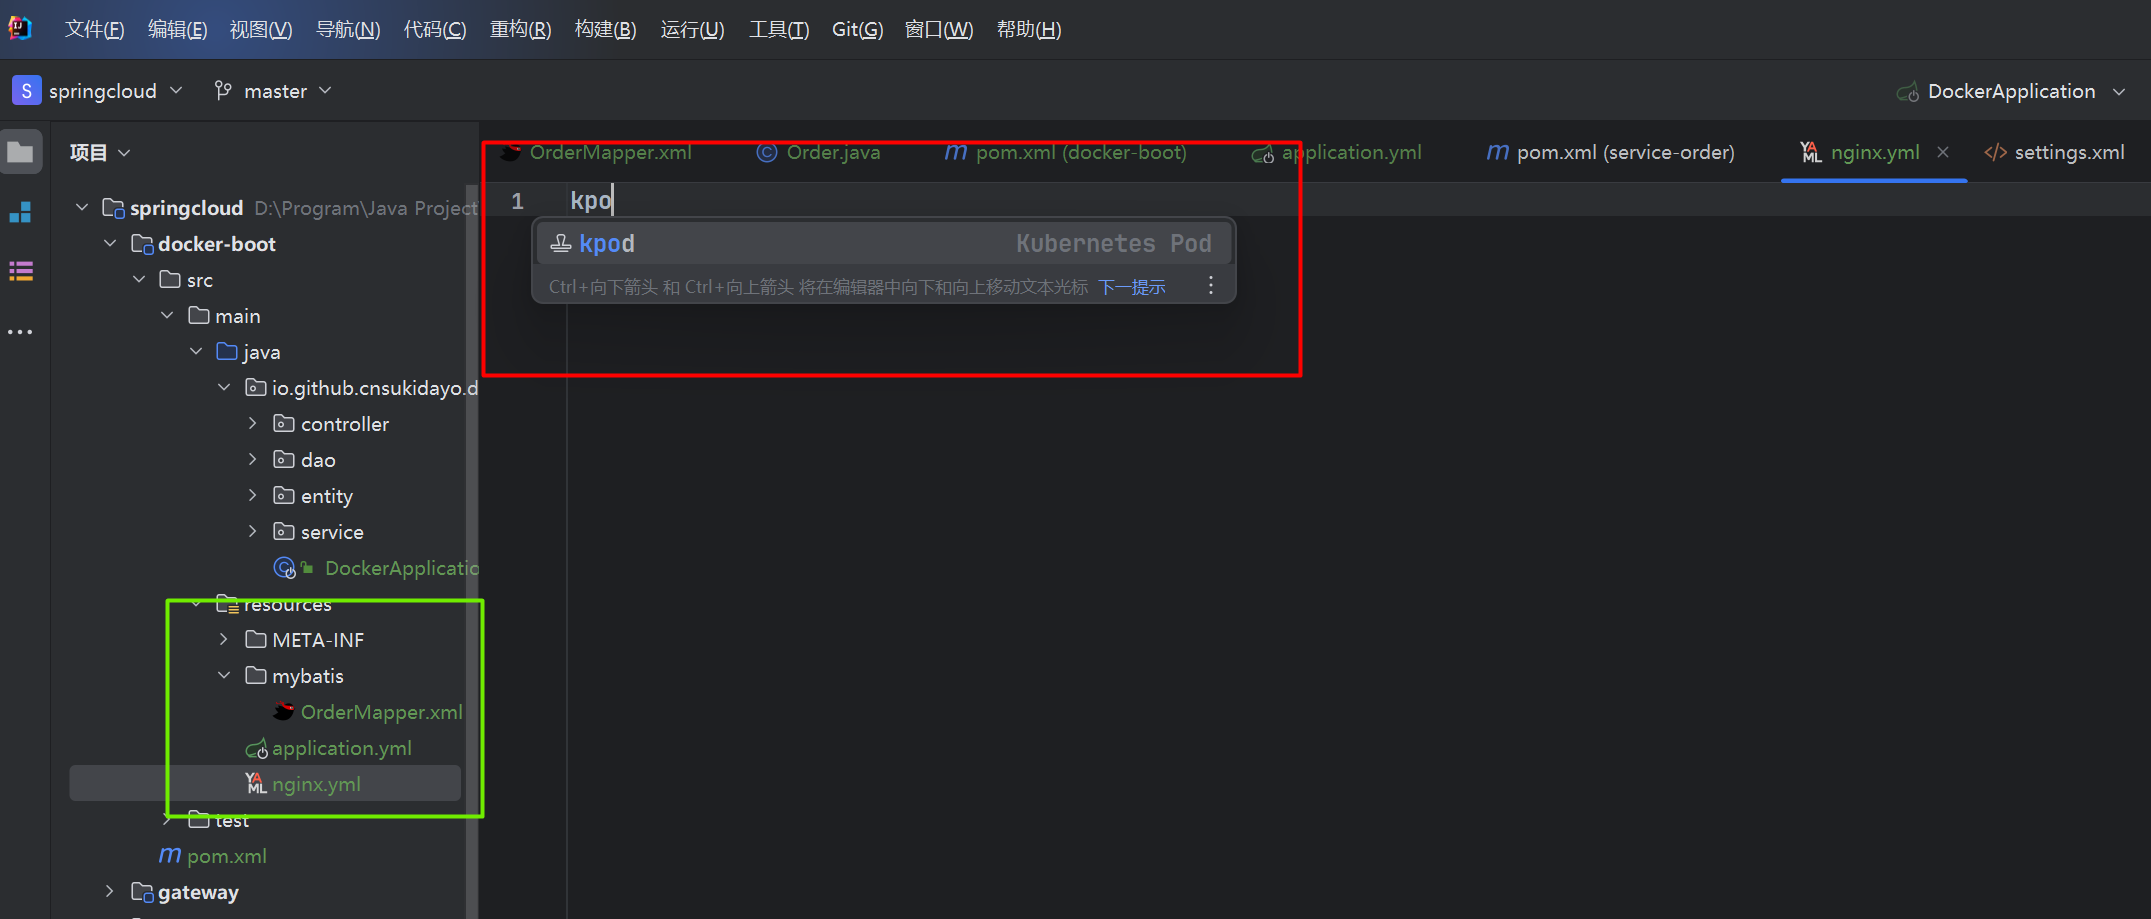 文件(F) 编辑(E) 视图(V) 导航(N) 代码(C) 重构(R) 构建(B) 运行(U) 工具(T) Git(G) 窗口(W) 帮助(H)
S springcloud master DockerApplication
项目
OrderMapper.xml Order.java pom.xml (docker-boot) application.yml pom.xml (service-order) nginx.yml settings.xml
1 kpo
kpod Kubernetes Pod
Ctrl+向下箭头 和 Ctrl+向上箭头 将在编辑器中向下和向上移动文本光标 下一提示
springcloud D:\Program\Java Project
docker-boot
src
main
java
io.github.cnsukidayo.d
controller
dao
entity
service
DockerApplicatio
resources
META-INF
mybatis
OrderMapper.xml
application.yml
nginx.yml
test
pom.xml
gateway